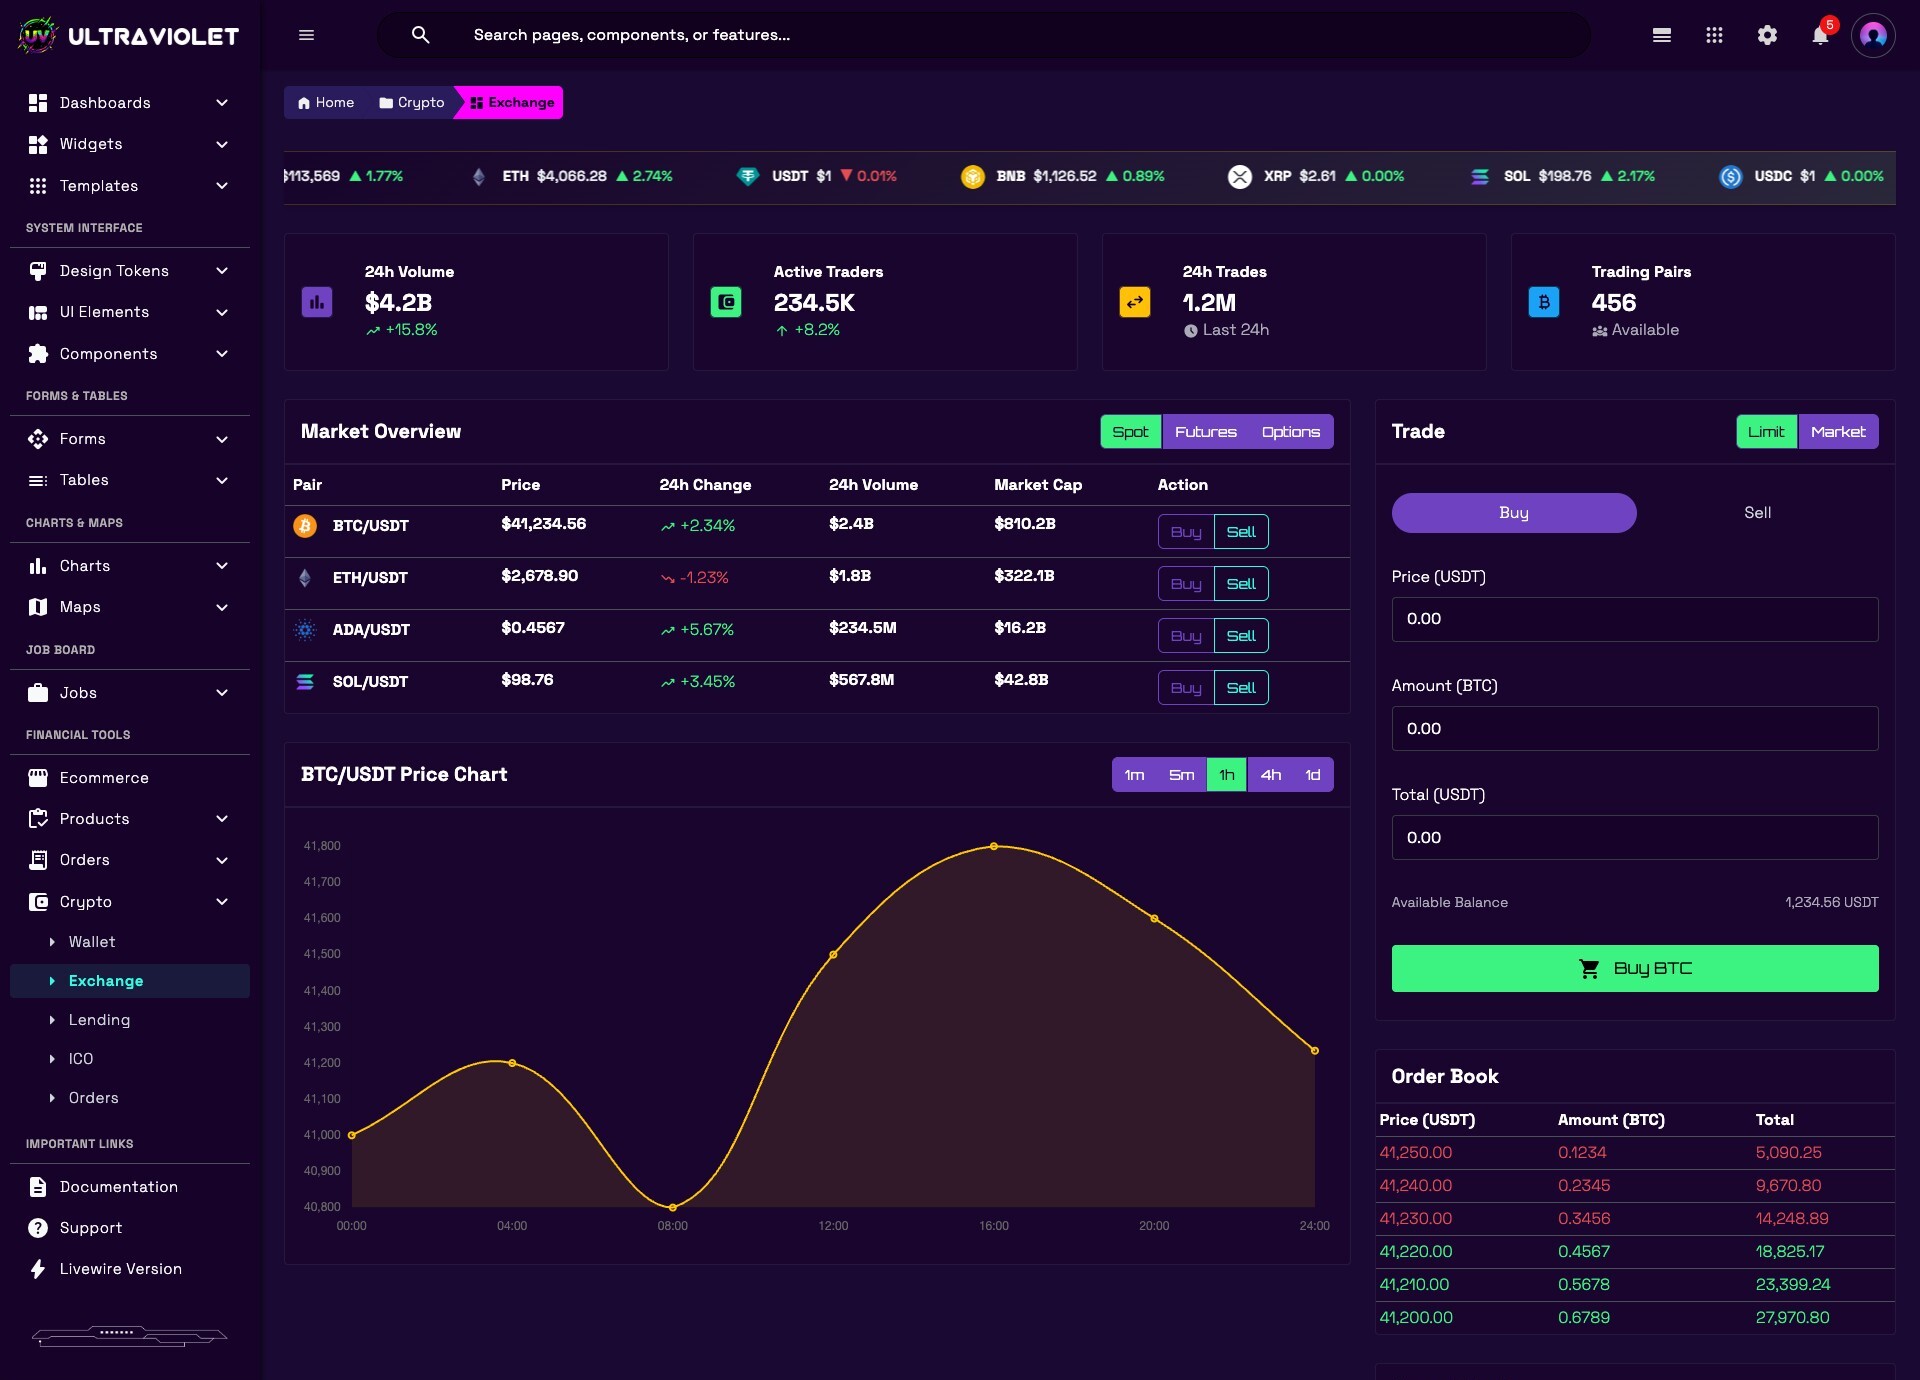 ULTRAVIOLET
Search pages, components, or features...
5
Dashboards
Widgets
Templates
SYSTEM INTERFACE
Design Tokens
UI Elements
Components
FORMS & TABLES
Forms
Tables
CHARTS & MAPS
Charts
Maps
JOB BOARD
Jobs
FINANCIAL TOOLS
Ecommerce
Products
Orders
Crypto
Wallet
Exchange
Lending
ICO
Orders
IMPORTANT LINKS
Documentation
Support
Livewire Version
Home Crypto Exchange
$113,569 ▲ 1.77% ETH $4,066.28 ▲ 2.74% USDT $1 ▼ 0.01% BNB $1,126.52 ▲ 0.89% XRP $2.61 ▲ 0.00% SOL $198.76 ▲ 2.17% USDC $1 ▲ 0.00%
24h Volume
$4.2B
+15.8%
Active Traders
234.5K
+8.2%
24h Trades
1.2M
Last 24h
Trading Pairs
456
Available
Market Overview
Spot Futures Options
Pair Price 24h Change 24h Volume Market Cap Action
BTC/USDT $41,234.56 +2.34% $2.4B $810.2B Buy Sell
ETH/USDT $2,678.90 -1.23% $1.8B $322.1B Buy Sell
ADA/USDT $0.4567 +5.67% $234.5M $16.2B Buy Sell
SOL/USDT $98.76 +3.45% $567.8M $42.8B Buy Sell
BTC/USDT Price Chart
1m 5m 1h 4h 1d
41,800
41,700
41,600
41,500
41,400
41,300
41,200
41,100
41,000
40,900
40,800
00:00 04:00 08:00 12:00 16:00 20:00 24:00
Trade
Limit Market
Buy Sell
Price (USDT)
0.00
Amount (BTC)
0.00
Total (USDT)
0.00
Available Balance 1,234.56 USDT
Buy BTC
Order Book
Price (USDT) Amount (BTC) Total
41,250.00 0.1234 5,090.25
41,240.00 0.2345 9,670.80
41,230.00 0.3456 14,248.89
41,220.00 0.4567 18,825.17
41,210.00 0.5678 23,399.24
41,200.00 0.6789 27,970.80